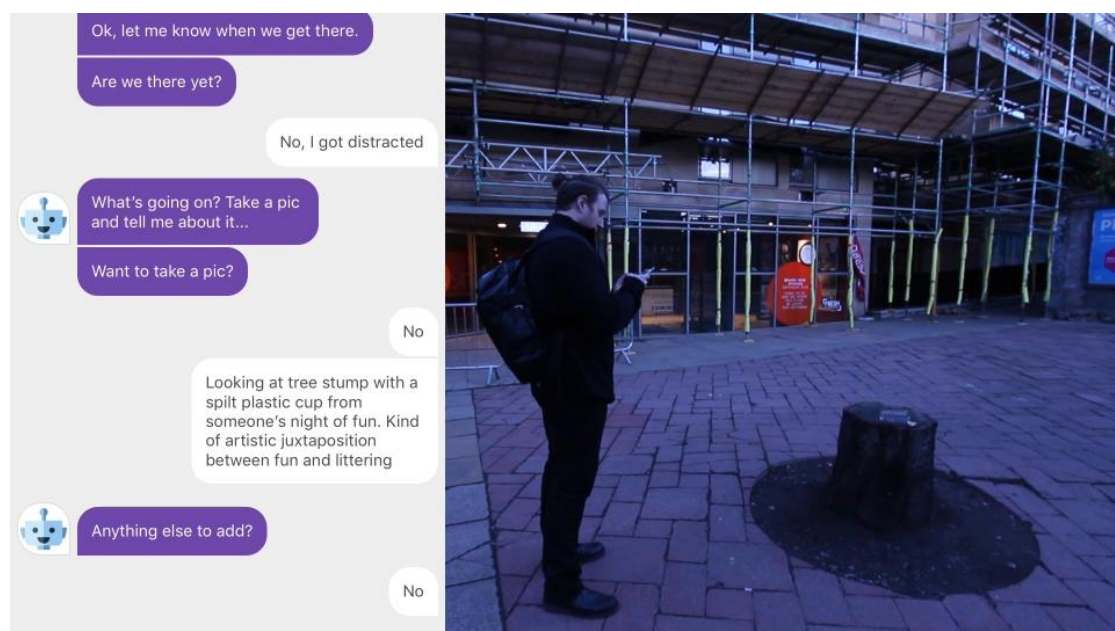 Ok, let me know when we get there.
Are we there yet?
No, I got distracted
What's going on? Take a pic
and tell me about it...
Want to take a pic?
No
Looking at tree stump with a
spilt plastic cup from
someone's night of fun. Kind
of artistic juxtaposition
between fun and littering
Anything else to add?
No